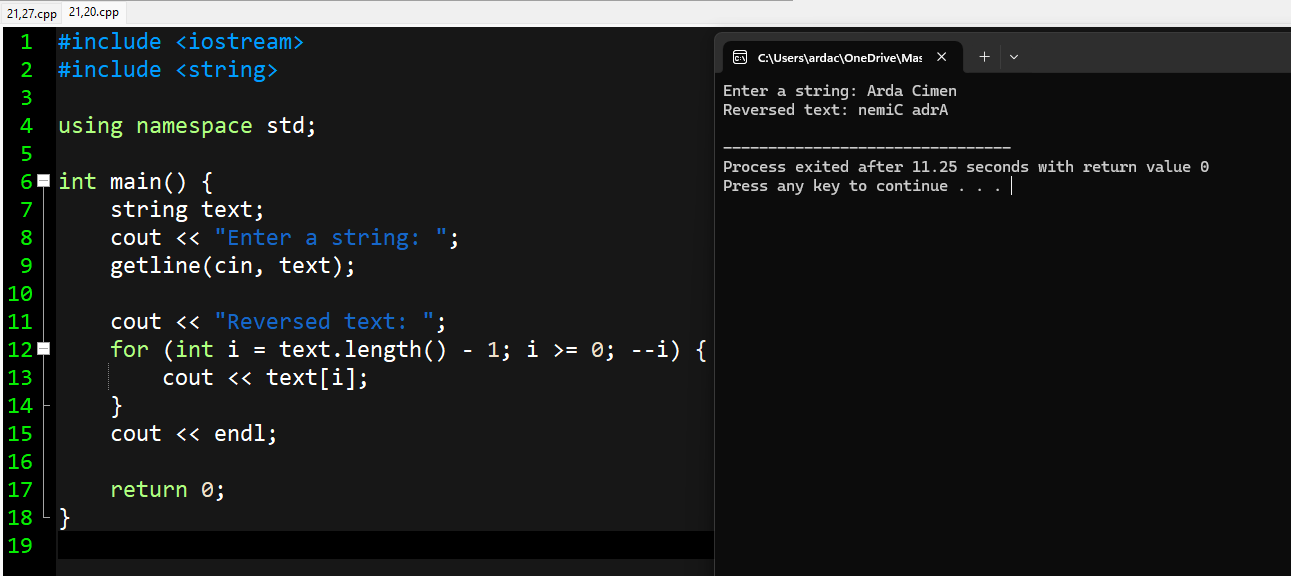 21,27.cpp 21,20.cpp
1 #include <iostream>
2 #include <string>
3
4 using namespace std;
5
6 int main() {
7     string text;
8     cout << "Enter a string: ";
9     getline(cin, text);
10
11     cout << "Reversed text: ";
12     for (int i = text.length() - 1; i >= 0; --i) {
13         cout << text[i];
14     }
15     cout << endl;
16
17     return 0;
18 }
19
C:\Users\ardac\OneDrive\Mas
Enter a string: Arda Cimen
Reversed text: nemiC adrA
--------------------------------
Process exited after 11.25 seconds with return value 0
Press any key to continue . . .